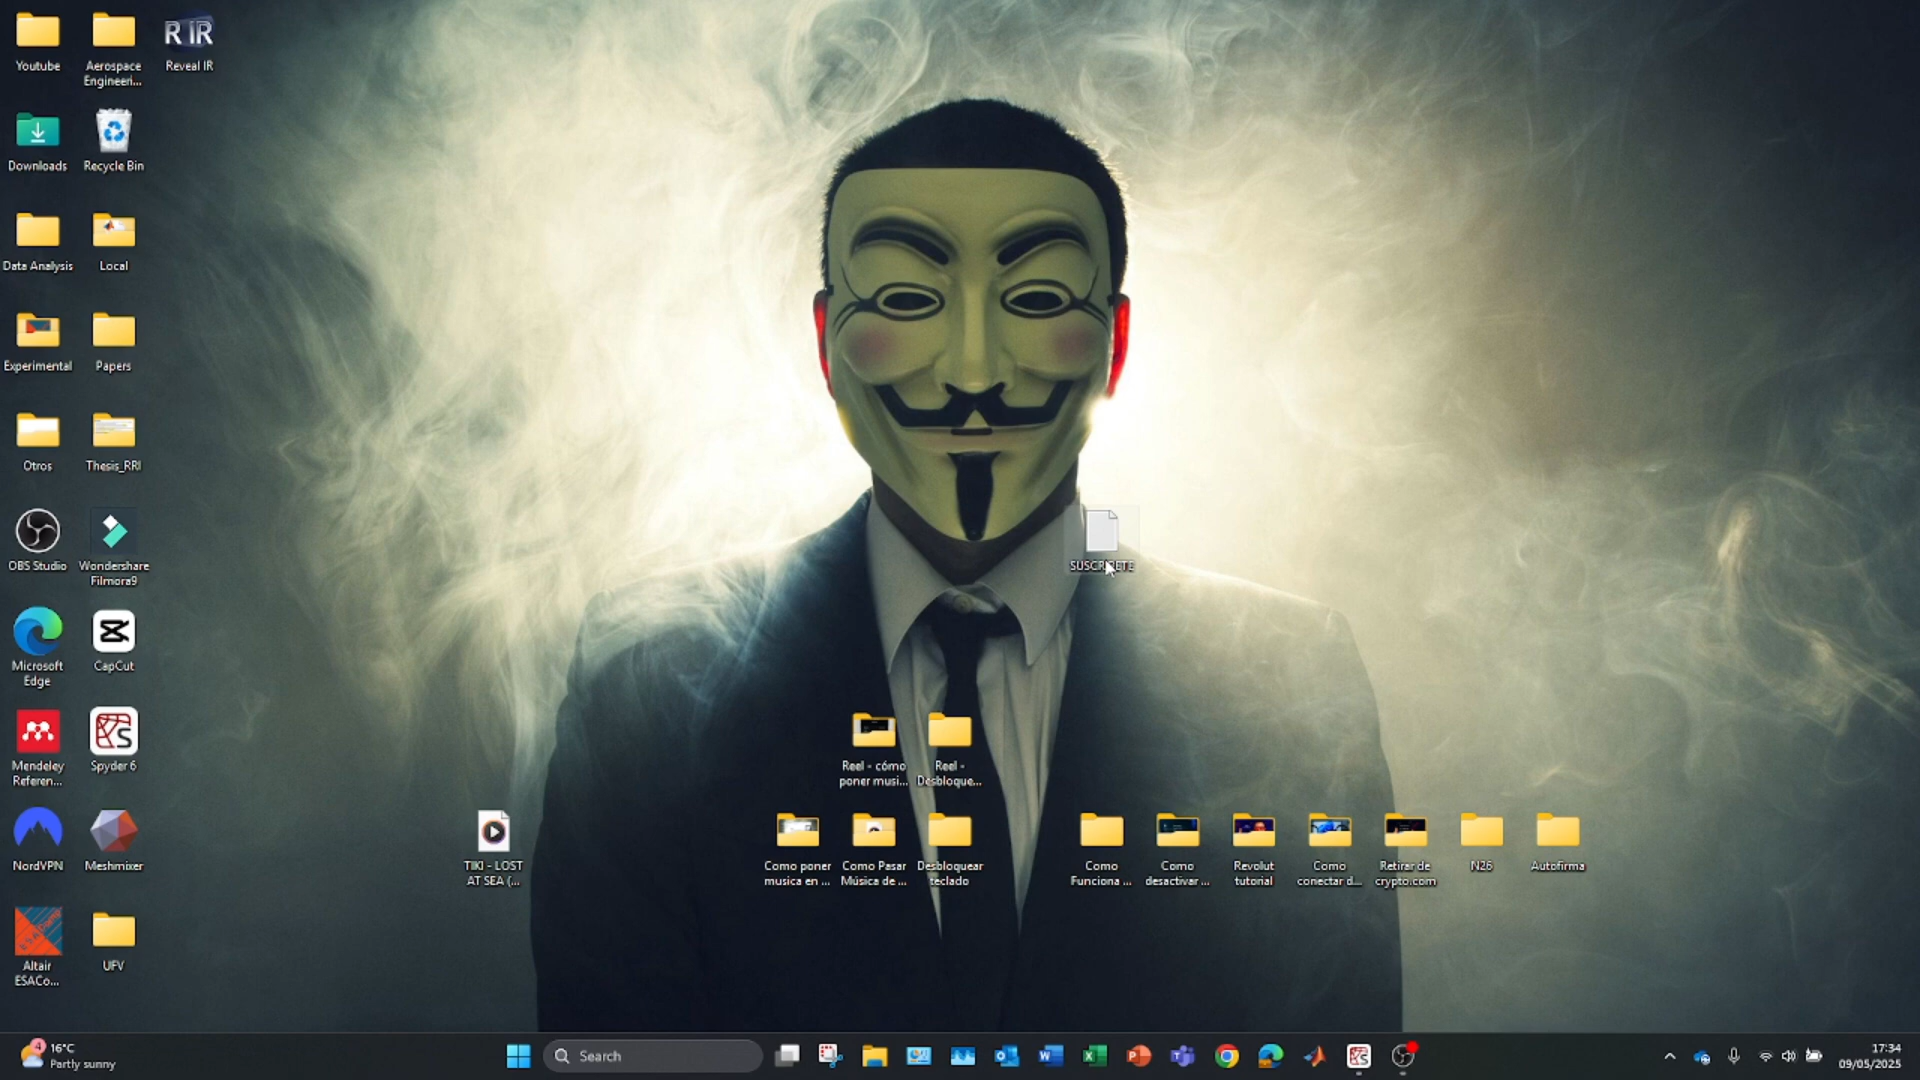 Youtube
Aerospace
Engineeri...
R IR
Reveal IR
Downloads
Recycle Bin
Data Analysis
Local
Experimental
Papers
Otros
Thesis_RRI
OBS Studio
Wondershare
Filmora9
Microsoft
Edge
CapCut
Mendeley
Referen...
Spyder 6
NordVPN
Meshmixer
Altair
ESACo...
UFV
Reel - cómo
poner musi...
Reel -
Desbloque...
TIKI - LOST
AT SEA (...
Como poner
musica en ...
Como Pasar
Música de ...
Desbloquear
teclado
Como
Funciona ...
Como
desactivar ...
Revolut
tutorial
Como
conectar d...
Retirar de
crypto.com
N26
Autofirma
4
16°C
Partly sunny
Search
17:34
09/05/2025